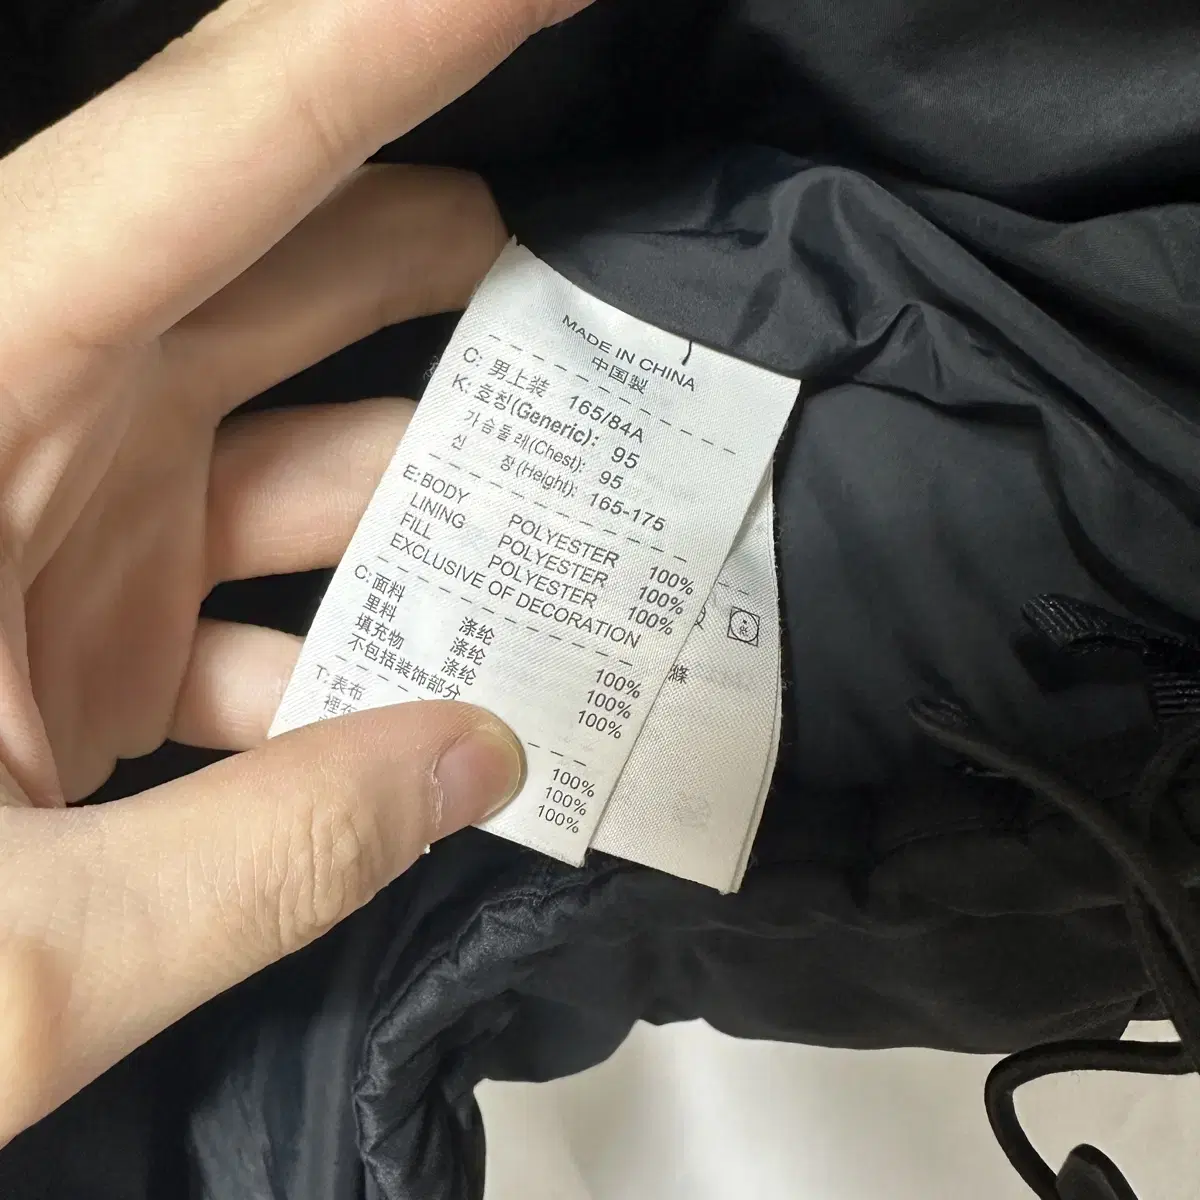 MADE IN CHINA
中国製
C: 男上装 165/84A
K: 호칭(Generic): 95
가슴둘레(Chest): 95
신 장(Height): 165-175
E: BODY POLYESTER 100%
LINING POLYESTER 100%
FILL POLYESTER 100%
EXCLUSIVE OF DECORATION
C: 面料 涤纶 100%
里料 涤纶 100%
填充物 涤纶 100%
不包括装饰部分
T: 表布 100%
裡布 100%
100%
條